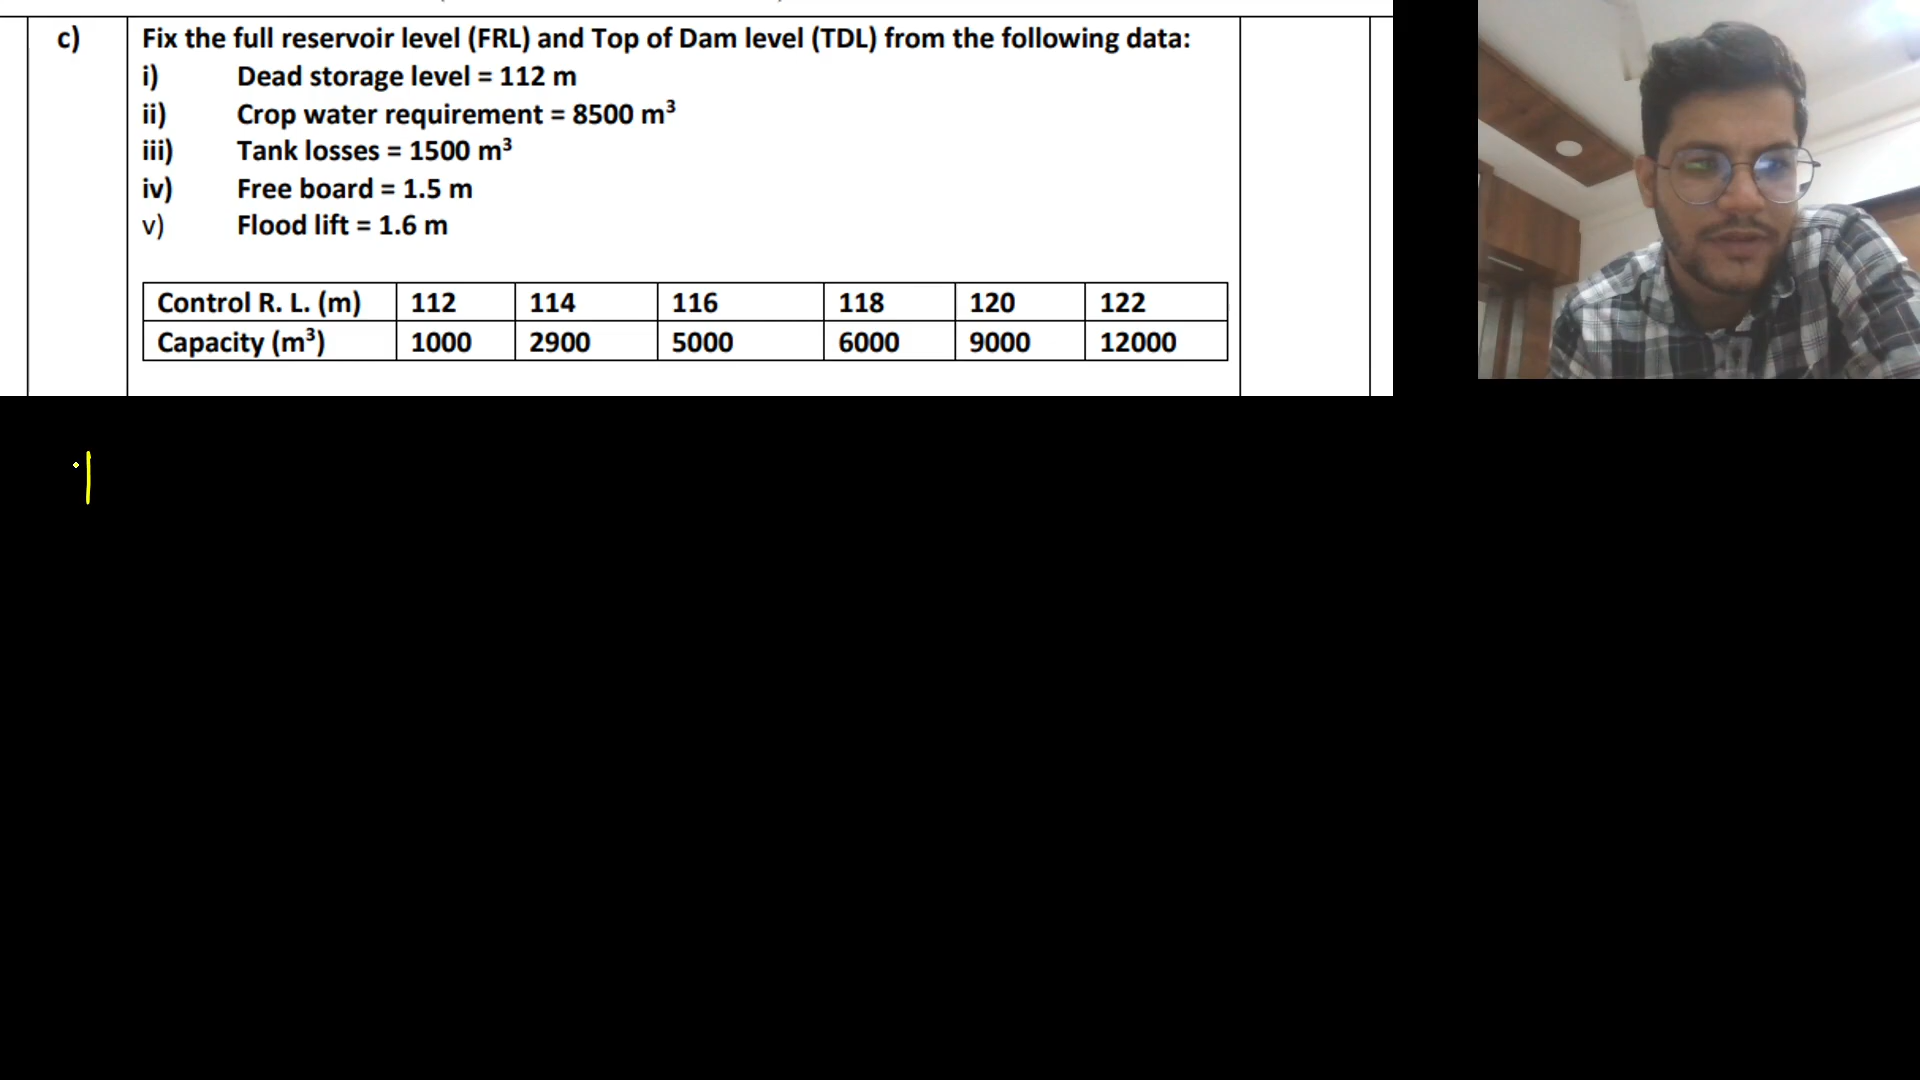 c) Fix the full reservoir level (FRL) and Top of Dam level (TDL) from the following data:
i) Dead storage level = 112 m
ii) Crop water requirement = 8500 m³
iii) Tank losses = 1500 m³
iv) Free board = 1.5 m
v) Flood lift = 1.6 m
Control R. L. (m) 112 114 116 118 120 122
Capacity (m³) 1000 2900 5000 6000 9000 12000